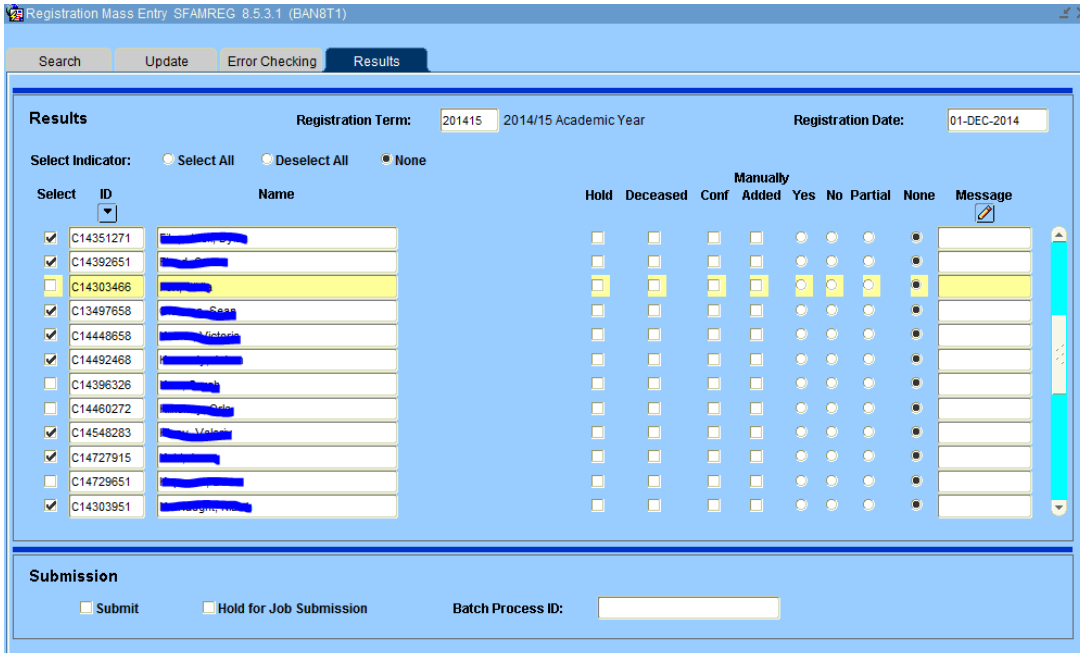 Registration Mass Entry SFAMREG 8.5.3.1 (BAN8T1)
Search Update Error Checking Results
Results Registration Term: 201415 2014/15 Academic Year Registration Date: 01-DEC-2014
Select Indicator: Select All Deselect All None
Manually
Select ID Name Hold Deceased Conf Added Yes No Partial None Message
C14351271
C14392651
C14303466
C13497658
C14448658
C14492468
C14396326
C14460272
C14548283
C14727915
C14729651
C14303951
Submission
Submit Hold for Job Submission Batch Process ID: